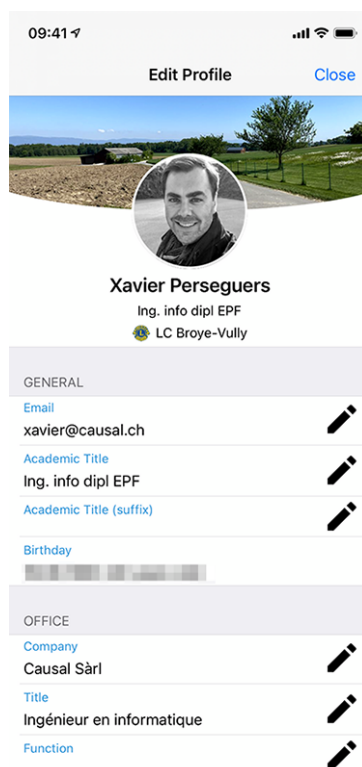 09:41
Edit Profile
Close
Xavier Perseguers
Ing. info dipl EPF
LC Broye-Vully
GENERAL
Email
xavier@causal.ch
Academic Title
Ing. info dipl EPF
Academic Title (suffix)
Birthday
OFFICE
Company
Causal Sàrl
Title
Ingénieur en informatique
Function